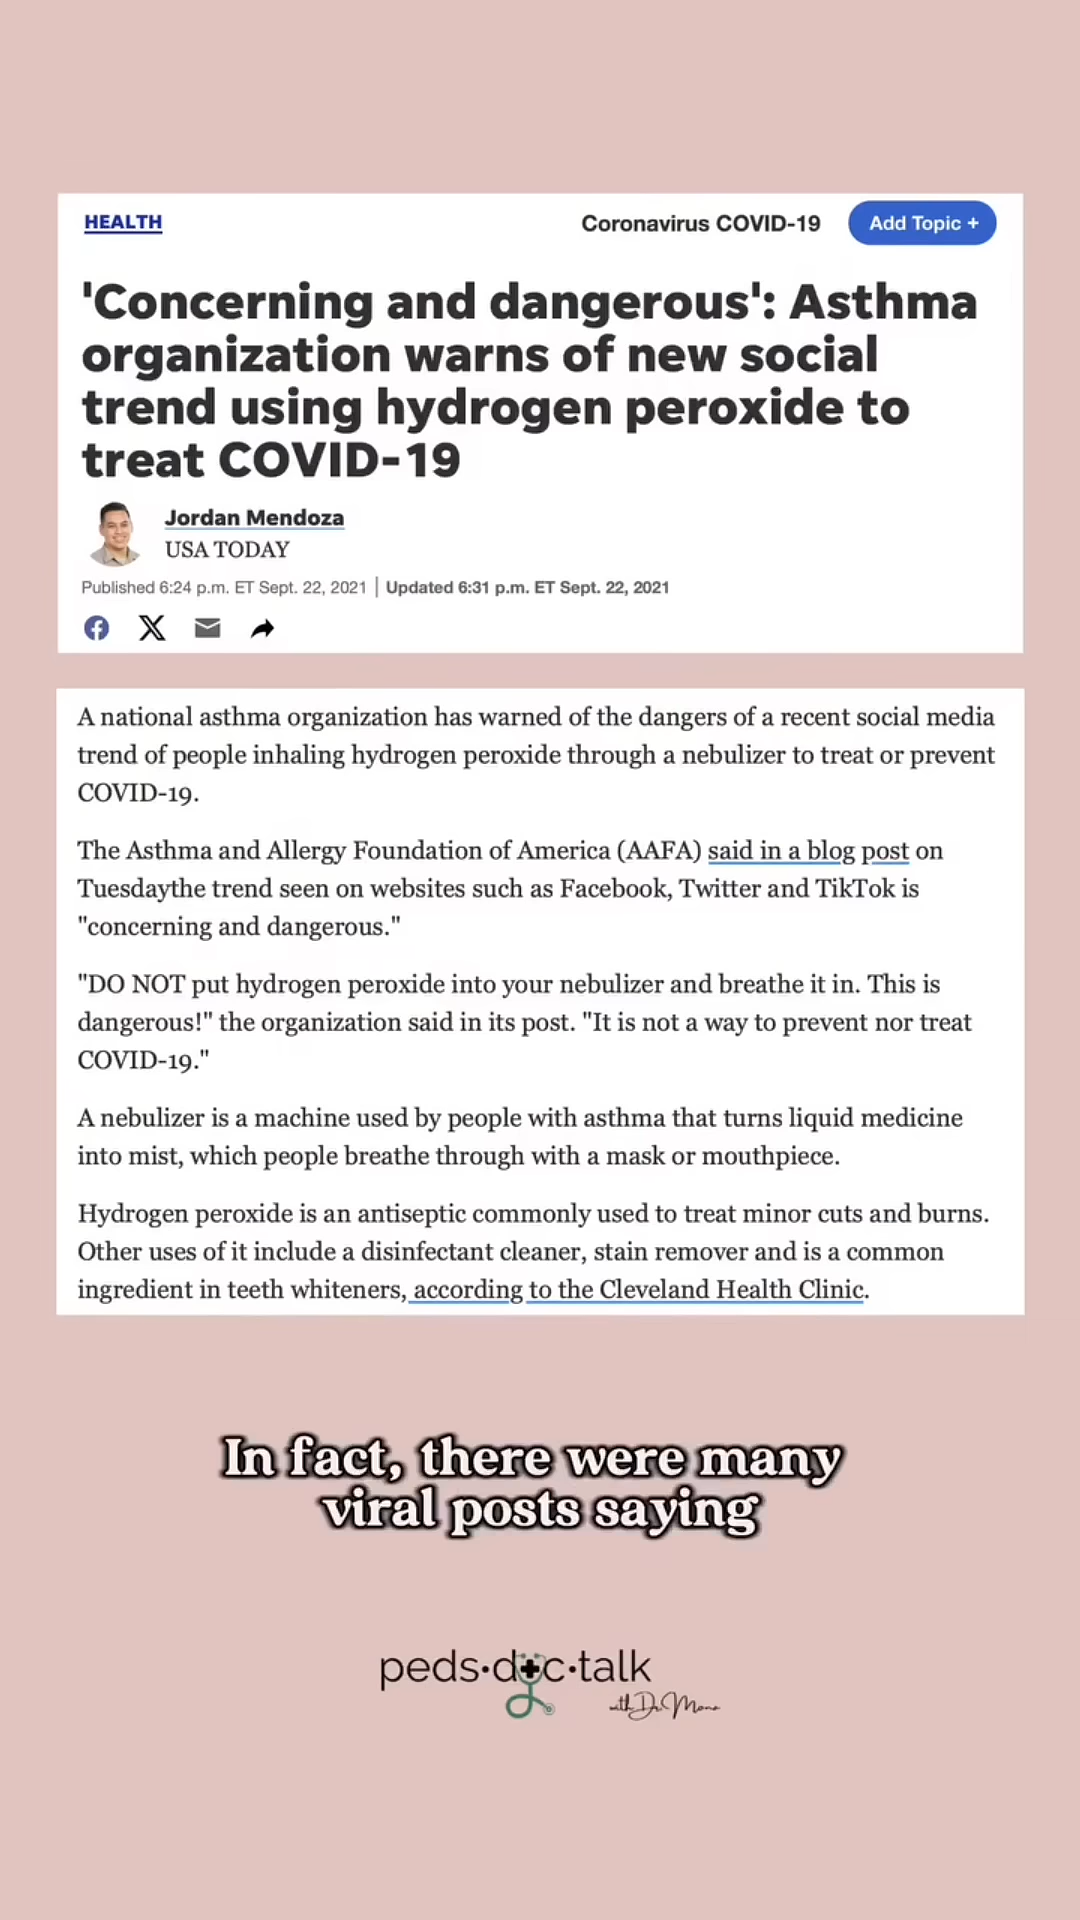 HEALTH
Coronavirus COVID-19
Add Topic +
'Concerning and dangerous': Asthma
organization warns of new social
trend using hydrogen peroxide to
treat COVID-19
Jordan Mendoza
USA TODAY
Published 6:24 p.m. ET Sept. 22, 2021 | Updated 6:31 p.m. ET Sept. 22, 2021
A national asthma organization has warned of the dangers of a recent social media
trend of people inhaling hydrogen peroxide through a nebulizer to treat or prevent
COVID-19.
The Asthma and Allergy Foundation of America (AAFA) said in a blog post on
Tuesdaythe trend seen on websites such as Facebook, Twitter and TikTok is
"concerning and dangerous."
"DO NOT put hydrogen peroxide into your nebulizer and breathe it in. This is
dangerous!" the organization said in its post. "It is not a way to prevent nor treat
COVID-19."
A nebulizer is a machine used by people with asthma that turns liquid medicine
into mist, which people breathe through with a mask or mouthpiece.
Hydrogen peroxide is an antiseptic commonly used to treat minor cuts and burns.
Other uses of it include a disinfectant cleaner, stain remover and is a common
ingredient in teeth whiteners, according to the Cleveland Health Clinic.
In fact, there were many
viral posts saying
peds•doc•talk
with Dr. Mona